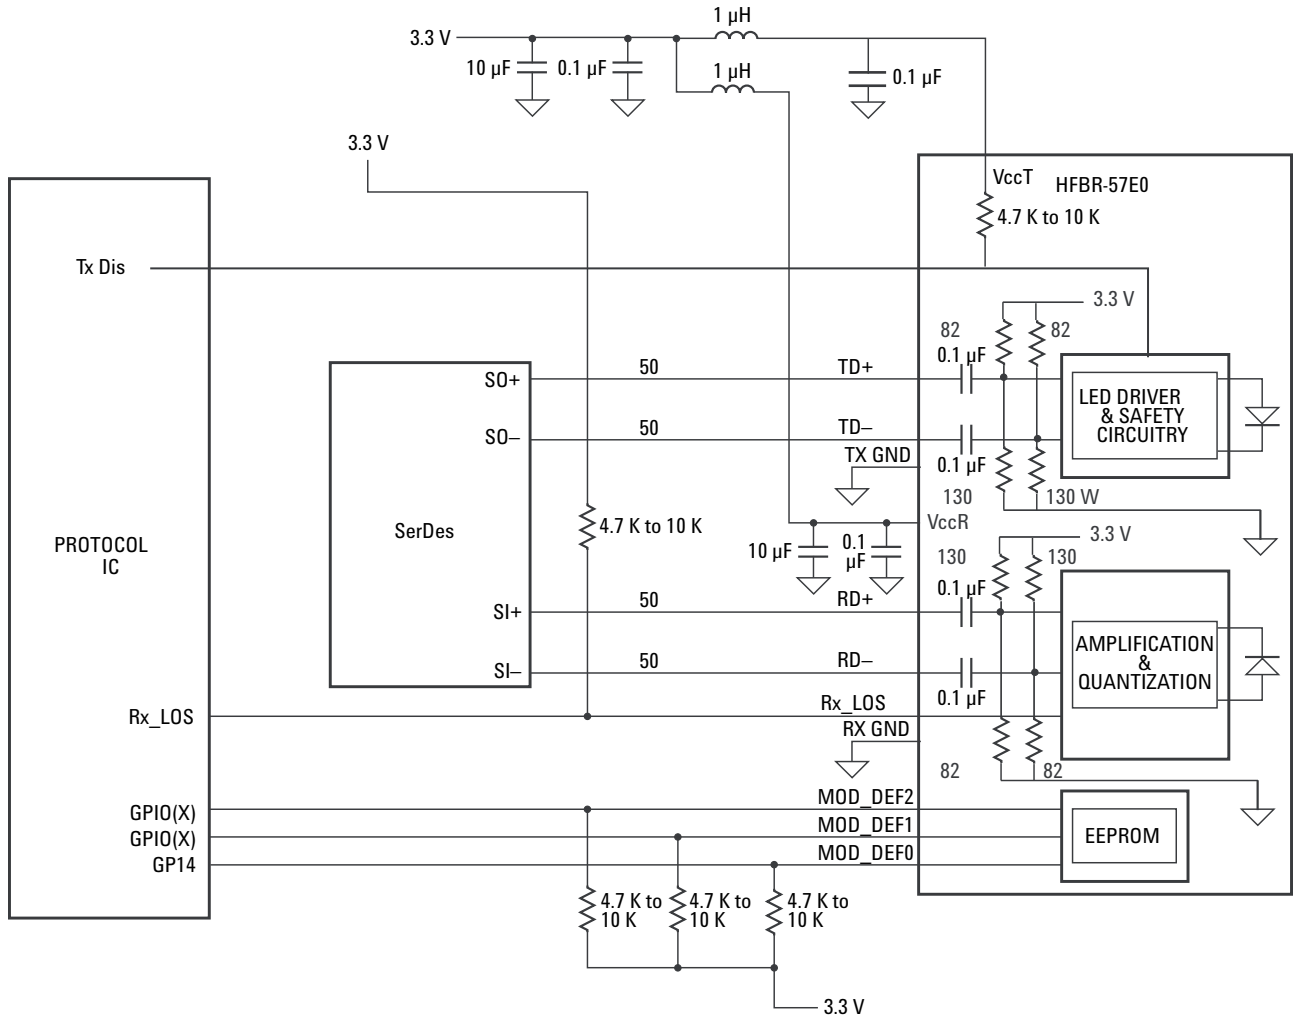 1 µH
3.3 V
10 µF
0.1 µF
1 µH
0.1 µF
3.3 V
VccT
HFBR-57E0
4.7 K to 10 K
Tx Dis
3.3 V
82
82
0.1 µF
SO+
50
TD+
LED DRIVER
& SAFETY
CIRCUITRY
SO–
50
TD–
TX GND
0.1 µF
130
130 W
VccR
4.7 K to 10 K
SerDes
PROTOCOL
IC
10 µF
0.1
µF
3.3 V
130
130
0.1 µF
SI+
50
RD+
AMPLIFICATION
&
QUANTIZATION
SI–
50
RD–
0.1 µF
Rx_LOS
Rx_LOS
RX GND
82
82
GPIO(X)
MOD_DEF2
GPIO(X)
MOD_DEF1
EEPROM
GP14
MOD_DEF0
4.7 K to
10 K
4.7 K to
10 K
4.7 K to
10 K
3.3 V